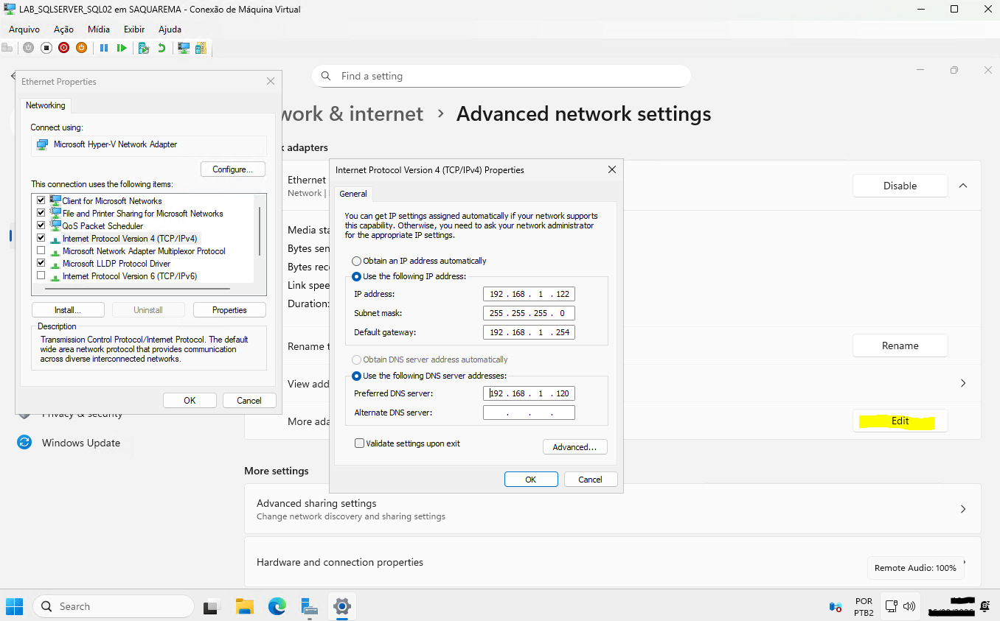 LAB_SQLSERVER_SQL02 em SAQUAREMA - Conexão de Máquina Virtual
Arquivo Ação Mídia Exibir Ajuda
Find a setting
work & internet › Advanced network settings
adapters
Ethernet
Network |
Disable
Media
Bytes
Bytes
Link
Duration:
Rename
Rename
View
More
Edit
More settings
Advanced sharing settings
Change network discovery and sharing settings
Hardware and connection properties
Remote Audio: 100%
Privacy & security
Windows Update
Ethernet Properties
Networking
Connect using:
Microsoft Hyper-V Network Adapter
Configure...
This connection uses the following items:
Client for Microsoft Networks
File and Printer Sharing for Microsoft Networks
QoS Packet Scheduler
Internet Protocol Version 4 (TCP/IPv4)
Microsoft Network Adapter Multiplexor Protocol
Microsoft LLDP Protocol Driver
Internet Protocol Version 6 (TCP/IPv6)
Install... Uninstall Properties
Description
Transmission Control Protocol/Internet Protocol. The default
wide area network protocol that provides communication
across diverse interconnected networks.
OK Cancel
Internet Protocol Version 4 (TCP/IPv4) Properties
General
You can get IP settings assigned automatically if your network supports
this capability. Otherwise, you need to ask your network administrator
for the appropriate IP settings.
Obtain an IP address automatically
Use the following IP address:
IP address: 192 . 168 . 1 . 122
Subnet mask: 255 . 255 . 255 . 0
Default gateway: 192 . 168 . 1 . 254
Obtain DNS server address automatically
Use the following DNS server addresses:
Preferred DNS server: 192 . 168 . 1 . 120
Alternate DNS server: . . .
Validate settings upon exit
Advanced...
OK Cancel
Search
POR
PTB2